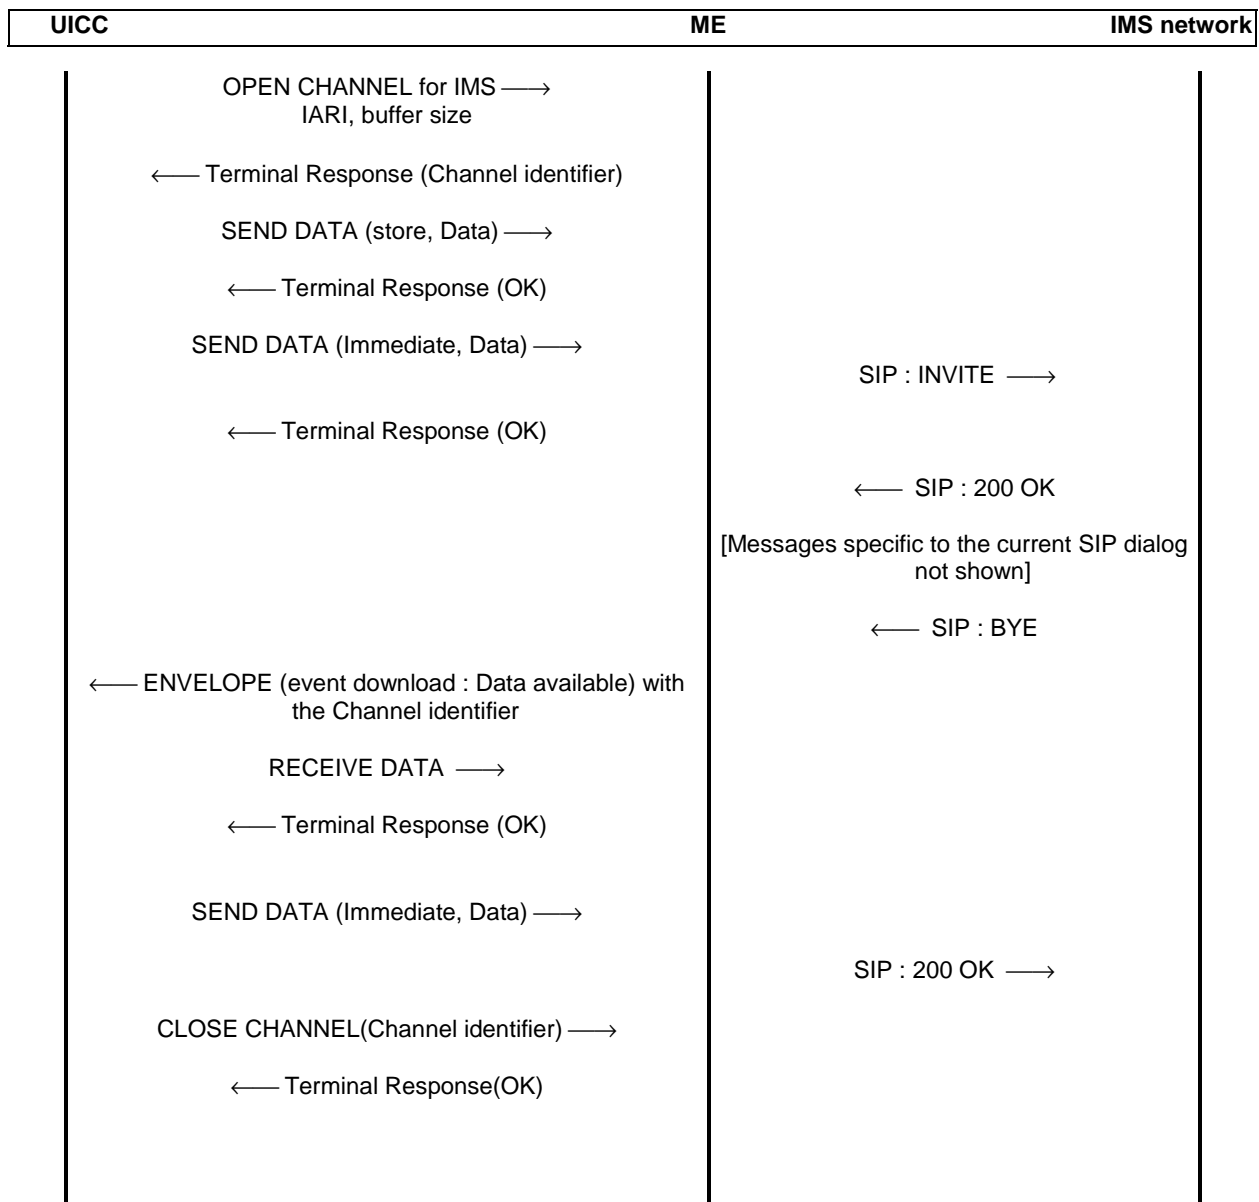 UICC ME IMS network
OPEN CHANNEL for IMS ⟶
IARI, buffer size
⟵ Terminal Response (Channel identifier)
SEND DATA (store, Data) ⟶
⟵ Terminal Response (OK)
SEND DATA (Immediate, Data) ⟶
SIP : INVITE ⟶
⟵ Terminal Response (OK)
⟵ SIP : 200 OK
[Messages specific to the current SIP dialog
not shown]
⟵ SIP : BYE
⟵ ENVELOPE (event download : Data available) with
the Channel identifier
RECEIVE DATA ⟶
⟵ Terminal Response (OK)
SEND DATA (Immediate, Data) ⟶
SIP : 200 OK ⟶
CLOSE CHANNEL(Channel identifier) ⟶
⟵ Terminal Response(OK)